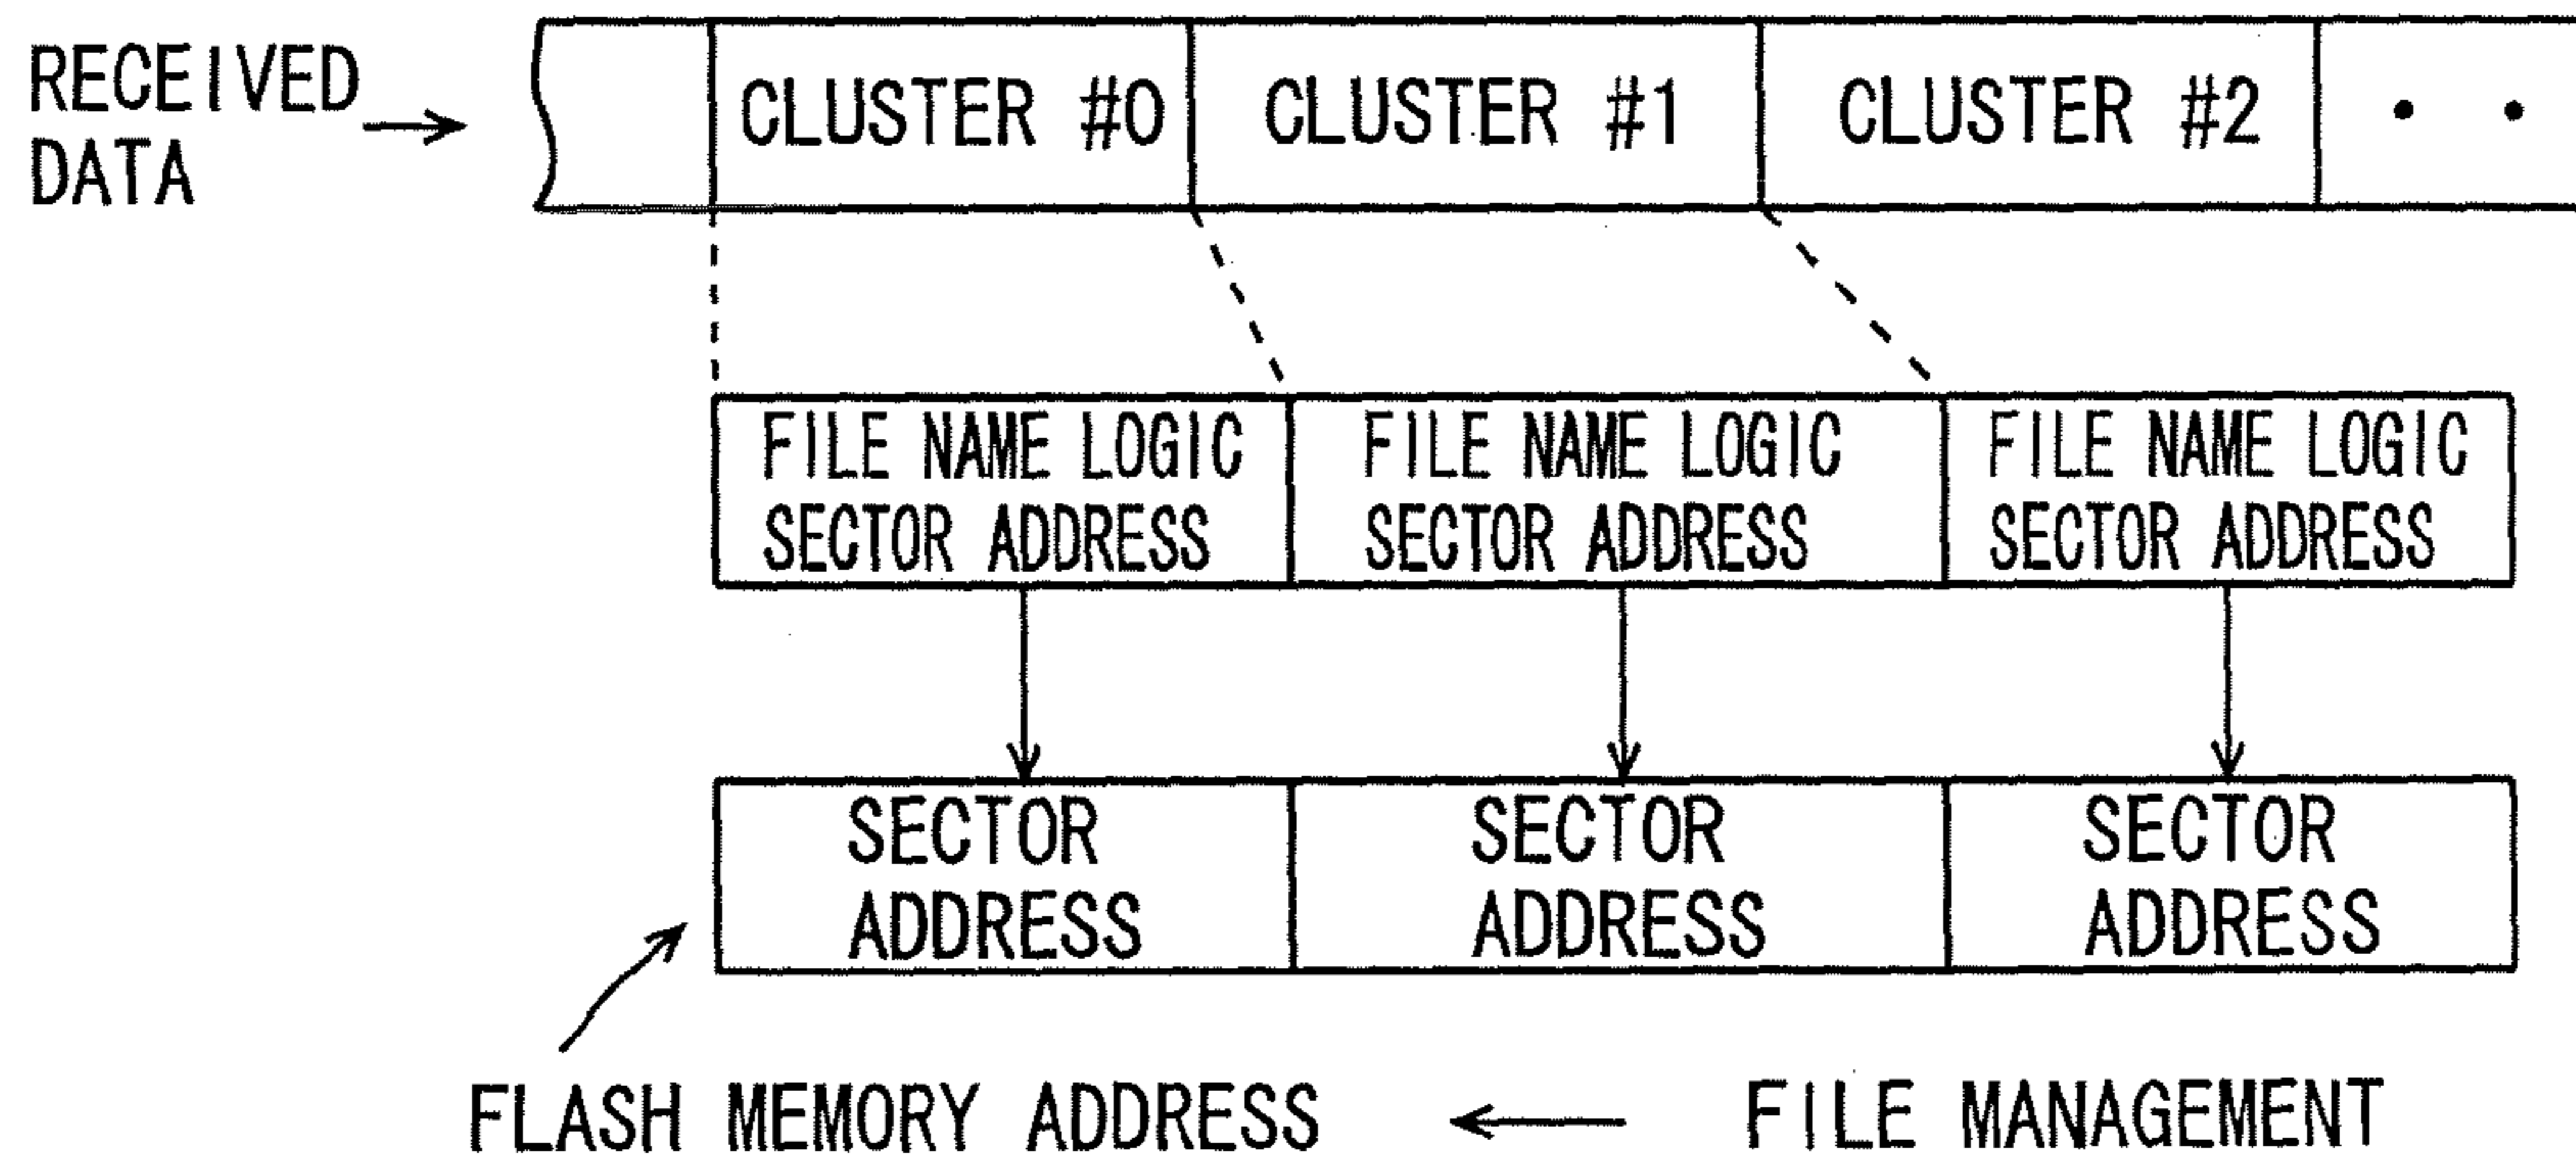 RECEIVED
DATA
CLUSTER #0 CLUSTER #1 CLUSTER #2 • •
FILE NAME LOGIC FILE NAME LOGIC FILE NAME LOGIC
SECTOR ADDRESS SECTOR ADDRESS SECTOR ADDRESS
SECTOR SECTOR SECTOR
ADDRESS ADDRESS ADDRESS
FLASH MEMORY ADDRESS ← FILE MANAGEMENT